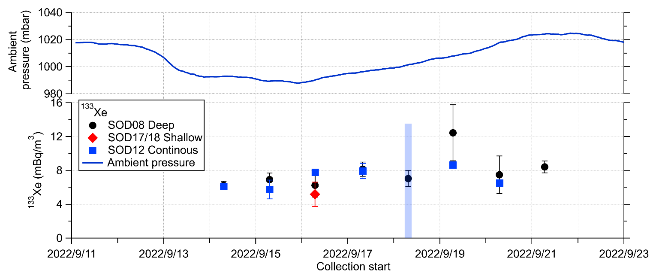 Ambient
pressure (mbar)
1040
1020
1000
980
133Xe (mBq/m3)
16
12
8
4
0
133Xe
SOD08 Deep
SOD17/18 Shallow
SOD12 Continous
Ambient pressure
2022/9/11 2022/9/13 2022/9/15 2022/9/17 2022/9/19 2022/9/21 2022/9/23
Collection start